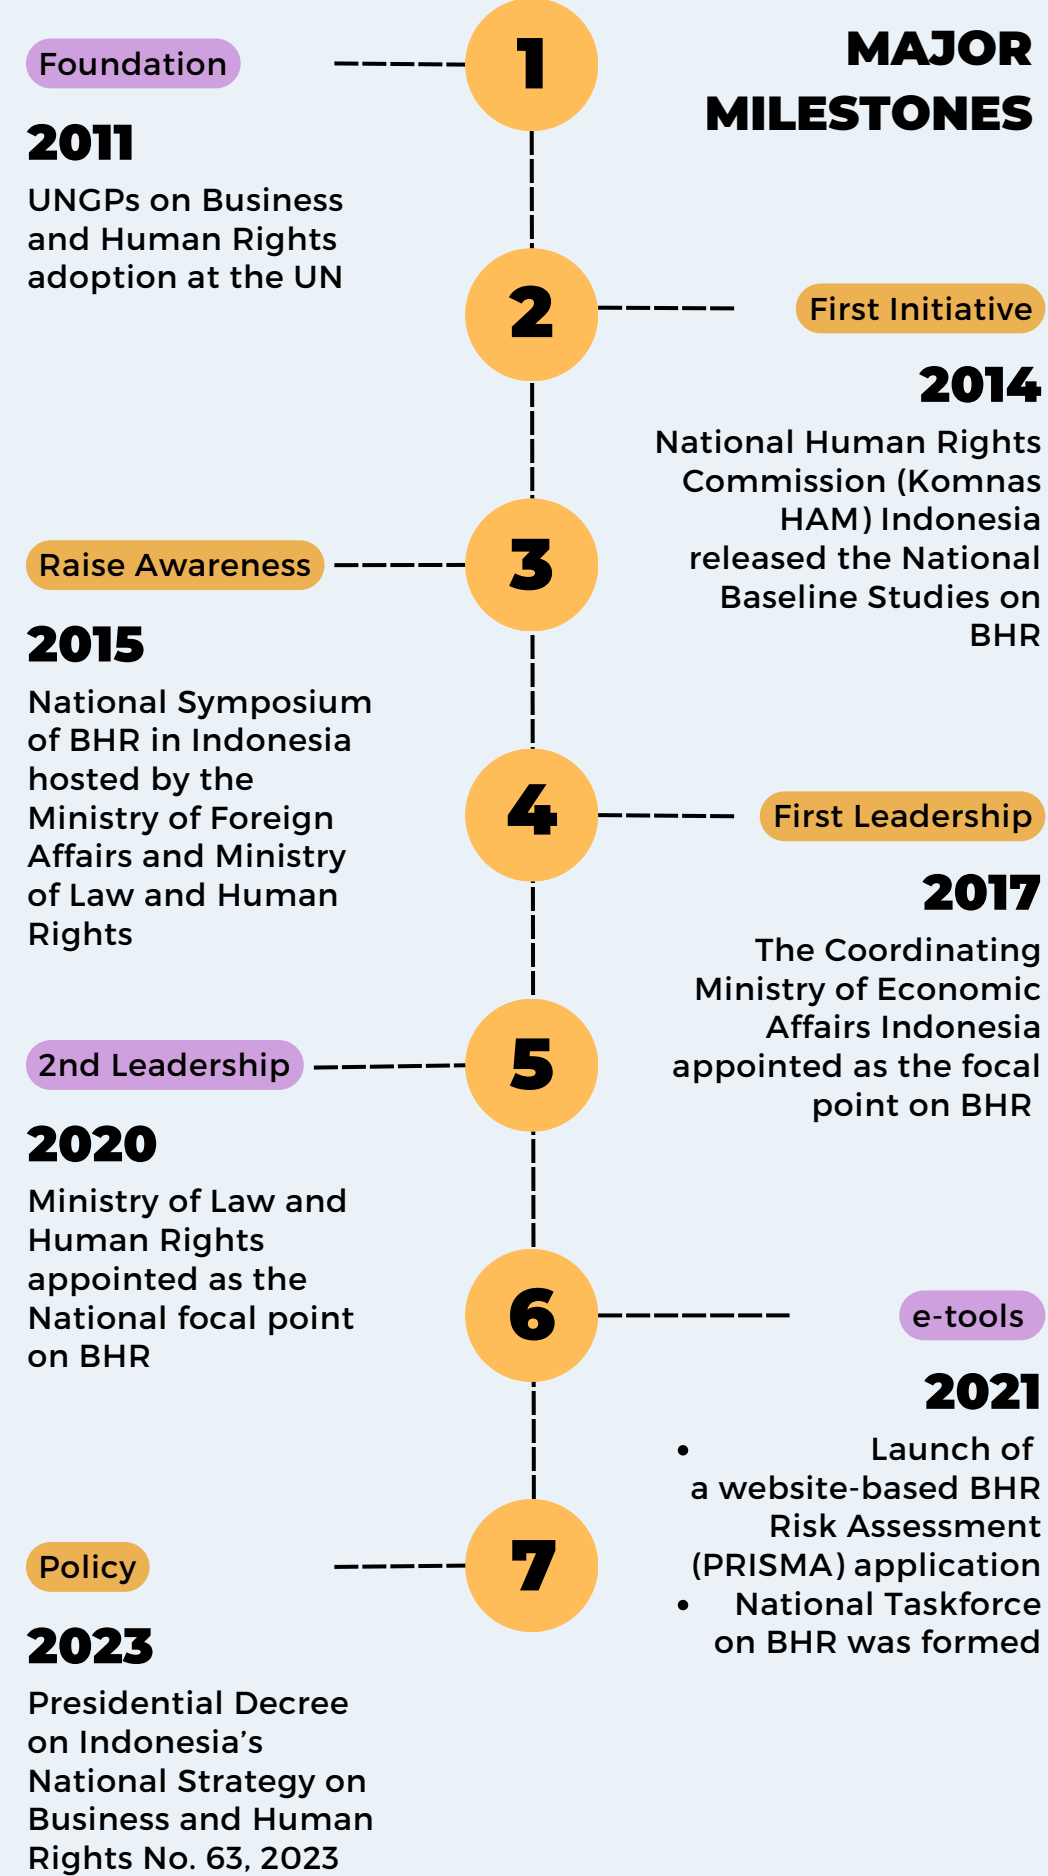 MAJOR
MILESTONES
1
Foundation
2011
UNGPs on Business
and Human Rights
adoption at the UN
2
First Initiative
2014
National Human Rights
Commission (Komnas
HAM) Indonesia
released the National
Baseline Studies on
BHR
3
Raise Awareness
2015
National Symposium
of BHR in Indonesia
hosted by the
Ministry of Foreign
Affairs and Ministry
of Law and Human
Rights
4
First Leadership
2017
The Coordinating
Ministry of Economic
Affairs Indonesia
appointed as the focal
point on BHR
5
2nd Leadership
2020
Ministry of Law and
Human Rights
appointed as the
National focal point
on BHR
6
e-tools
2021
• Launch of
a website-based BHR
Risk Assessment
(PRISMA) application
• National Taskforce
on BHR was formed
7
Policy
2023
Presidential Decree
on Indonesia’s
National Strategy on
Business and Human
Rights No. 63, 2023